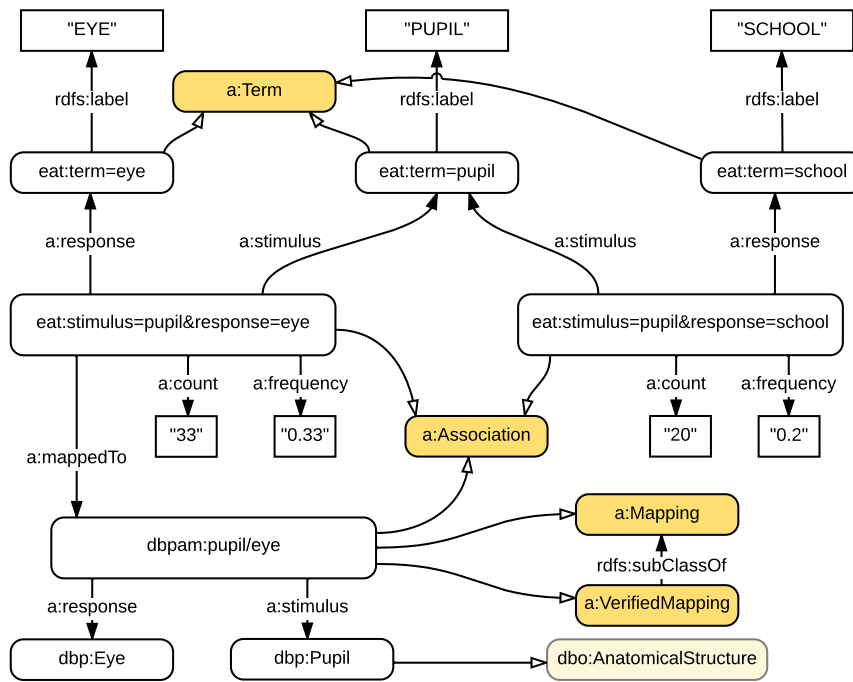 "EYE"
"PUPIL"
"SCHOOL"
rdfs:label
a:Term
rdfs:label
rdfs:label
eat:term=eye
eat:term=pupil
eat:term=school
a:response
a:stimulus
a:stimulus
a:response
eat:stimulus=pupil&response=eye
eat:stimulus=pupil&response=school
a:count
a:frequency
a:count
a:frequency
"33"
"0.33"
a:Association
"20"
"0.2"
a:mappedTo
a:Mapping
dbpam:pupil/eye
rdfs:subClassOf
a:response
a:stimulus
a:VerifiedMapping
dbp:Eye
dbp:Pupil
dbo:AnatomicalStructure